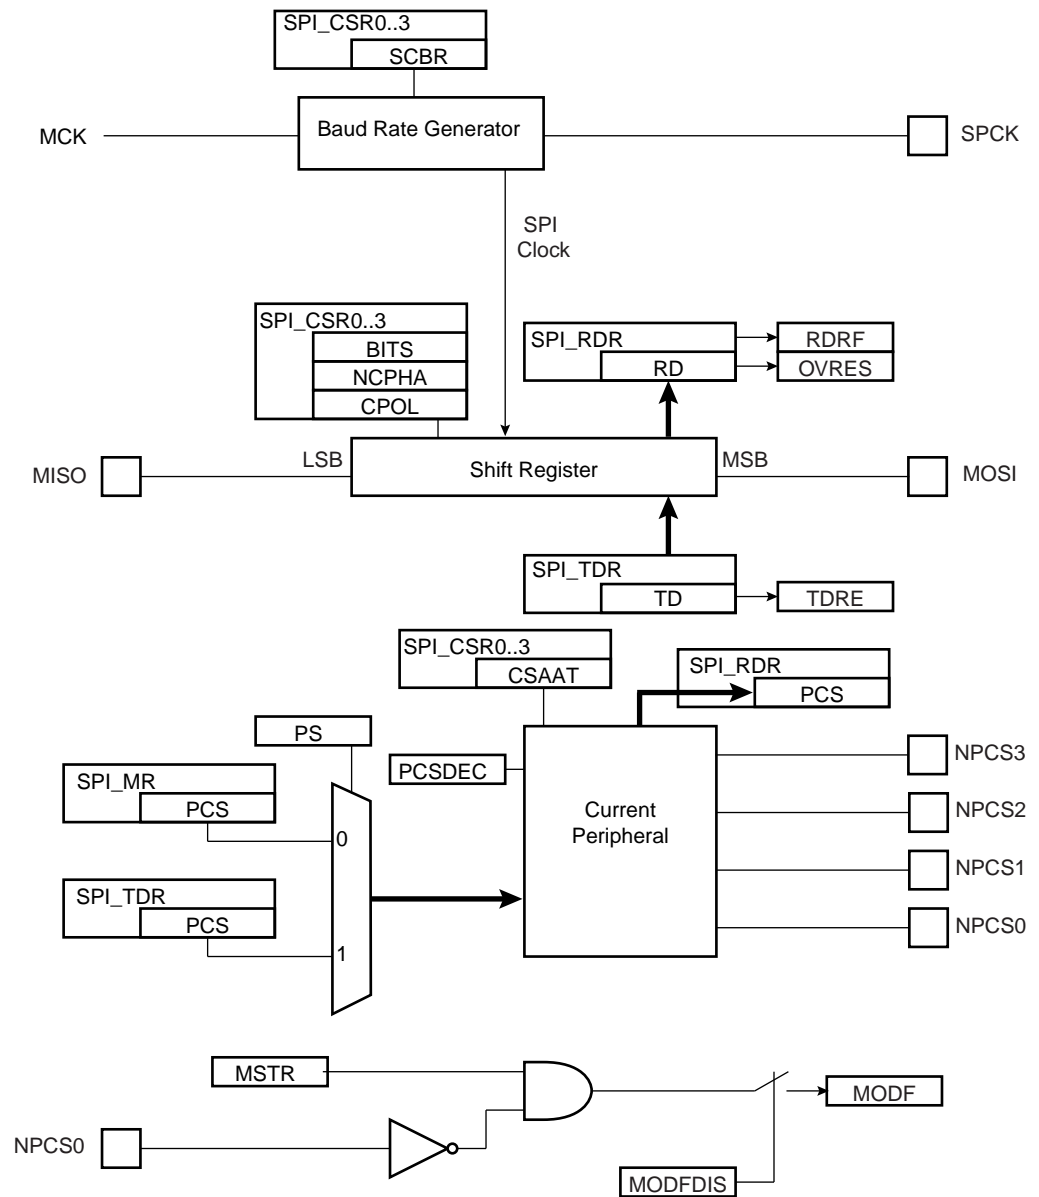 SPI_CSR0..3
SCBR
MCK
Baud Rate Generator
SPCK
SPI
Clock
SPI_CSR0..3
BITS
NCPHA
CPOL
SPI_RDR
RD
RDRF
OVRES
MISO
LSB
Shift Register
MSB
MOSI
SPI_TDR
TD
TDRE
SPI_CSR0..3
CSAAT
SPI_RDR
PCS
PS
PCSDEC
SPI_MR
PCS
0
SPI_TDR
PCS
1
Current
Peripheral
NPCS3
NPCS2
NPCS1
NPCS0
MSTR
MODF
NPCS0
MODFDIS